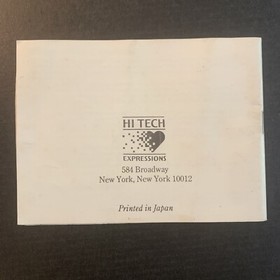 HI TECH
EXPRESSIONS
584 Broadway
New York, New York 10012
Printed in Japan